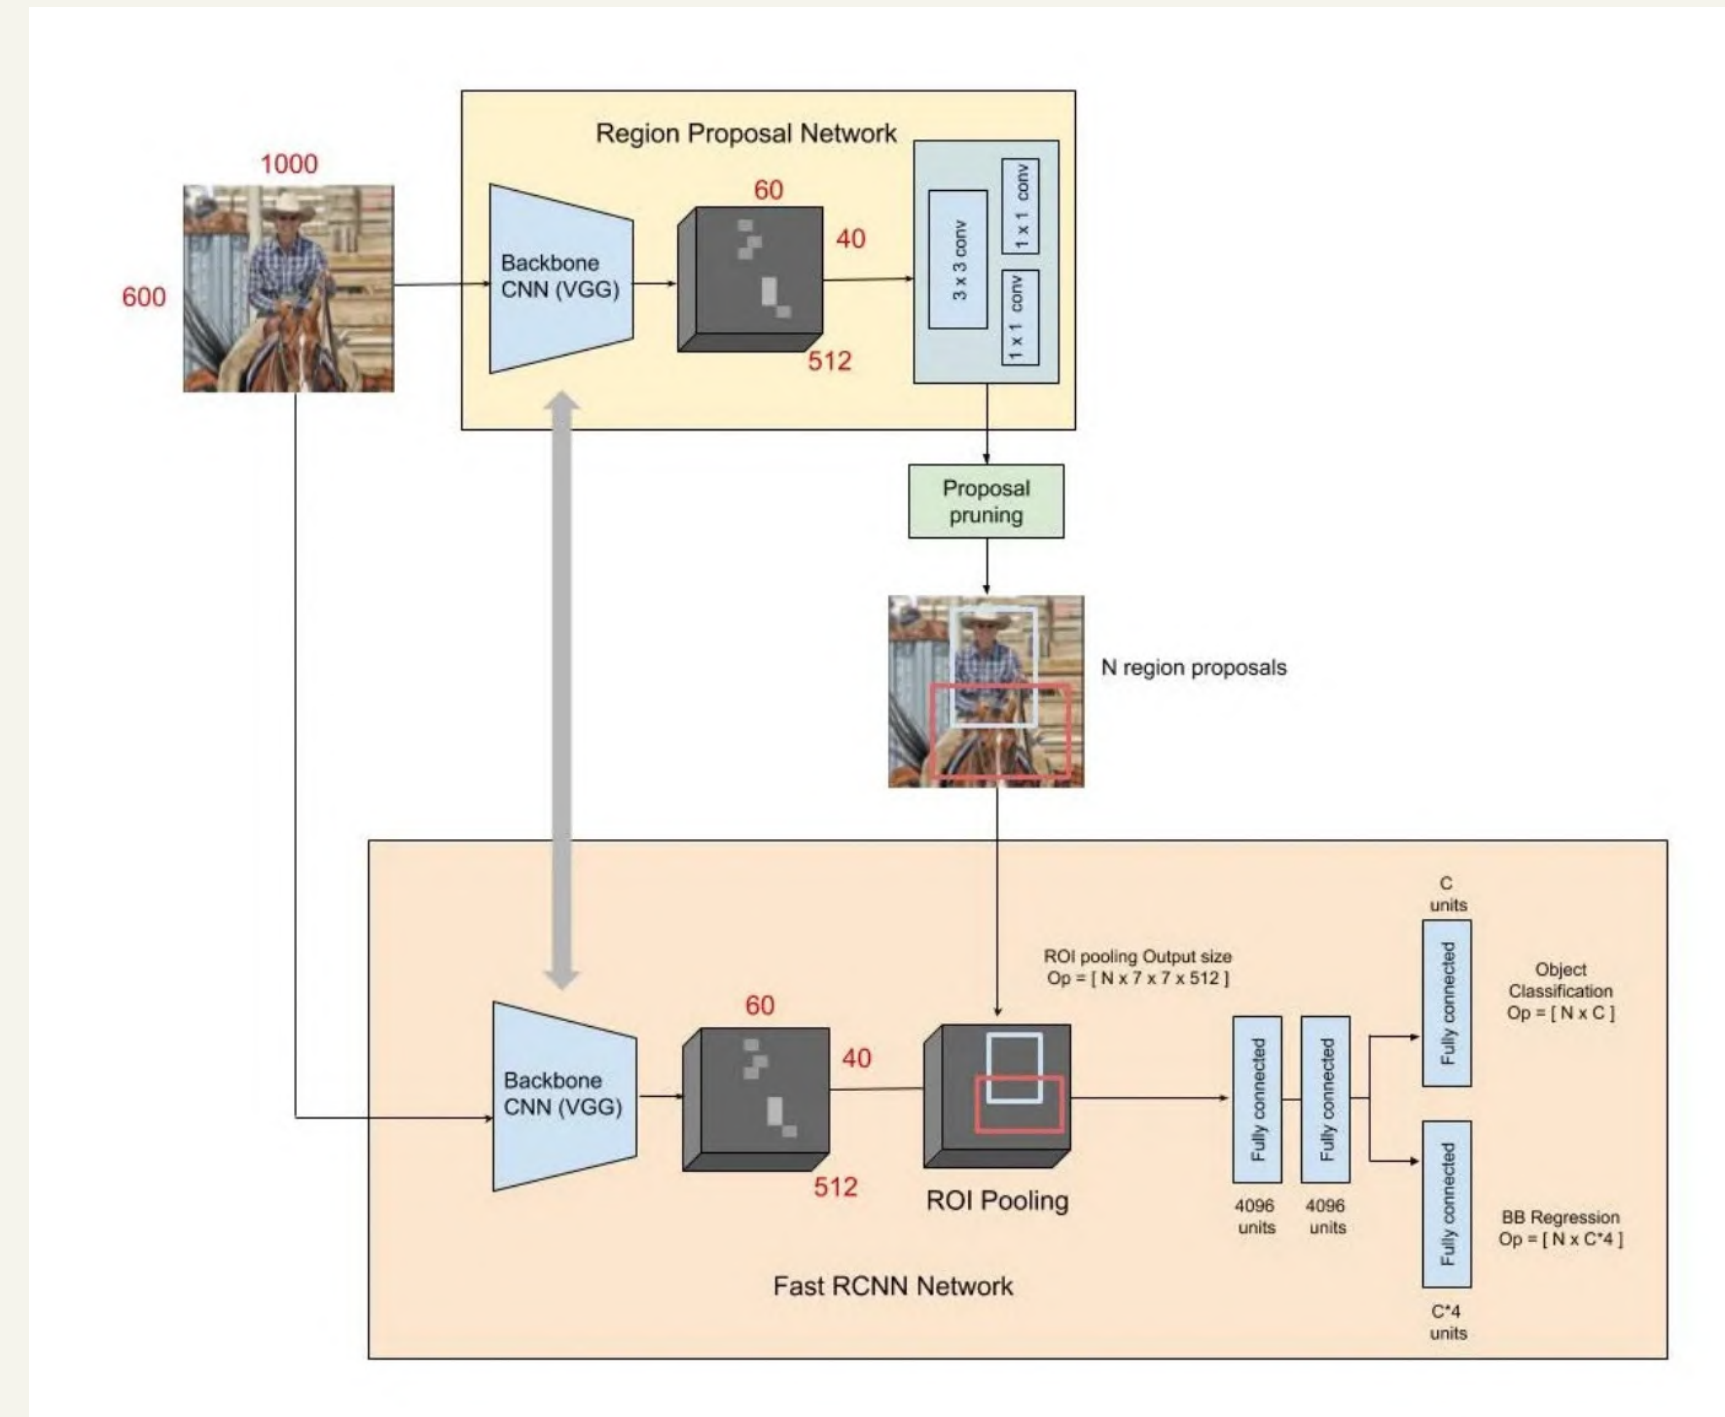 Region Proposal Network
1000
600
Backbone
CNN (VGG)
60
40
512
3 x 3 conv
1 x 1 conv
1 x 1 conv
Proposal
pruning
N region proposals
Backbone
CNN (VGG)
60
40
512
ROI Pooling
ROI pooling Output size
Op = [ N x 7 x 7 x 512 ]
Fully connected
4096
units
Fully connected
4096
units
C
units
Fully connected
Object
Classification
Op = [ N x C ]
Fully connected
C*4
units
BB Regression
Op = [ N x C*4 ]
Fast RCNN Network